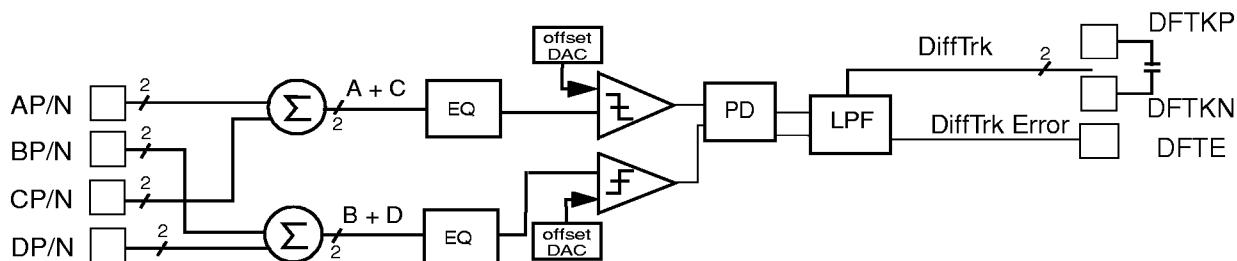 AP/N
2
BP/N
2
CP/N
2
DP/N
2
Σ
A + C
2
Σ
B + D
2
EQ
EQ
offset
DAC
offset
DAC
PD
LPF
DiffTrk
2
DiffTrk Error
DFTKP
DFTKN
DFTE